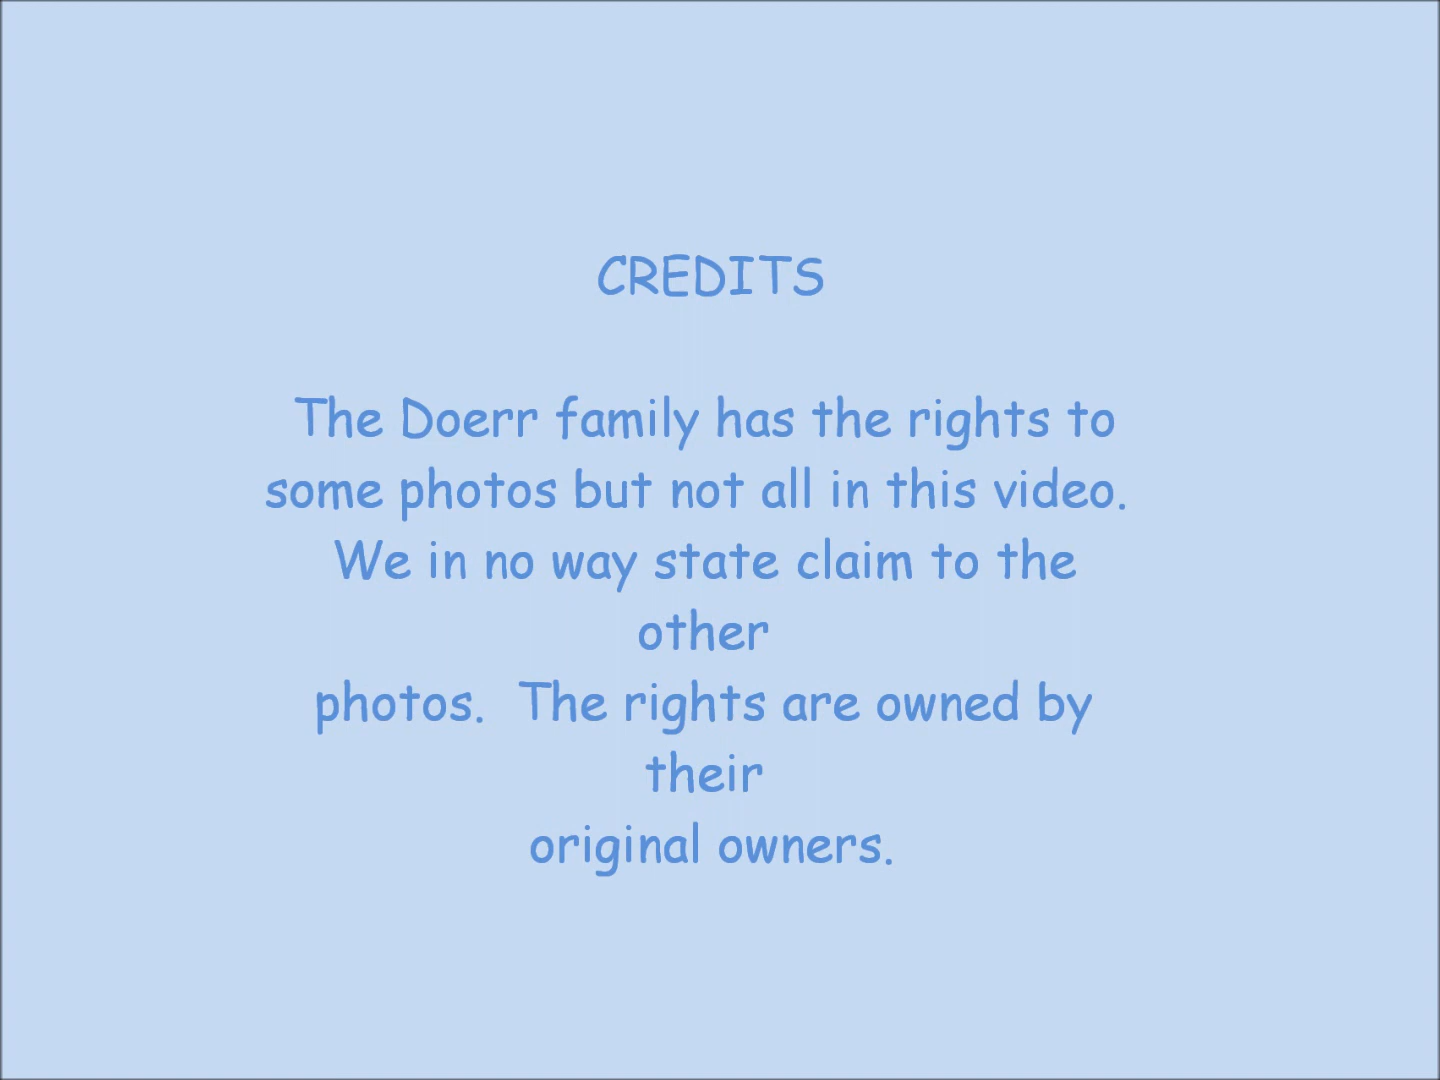 CREDITS
The Doerr family has the rights to
some photos but not all in this video.
We in no way state claim to the
other
photos.  The rights are owned by
their
original owners.